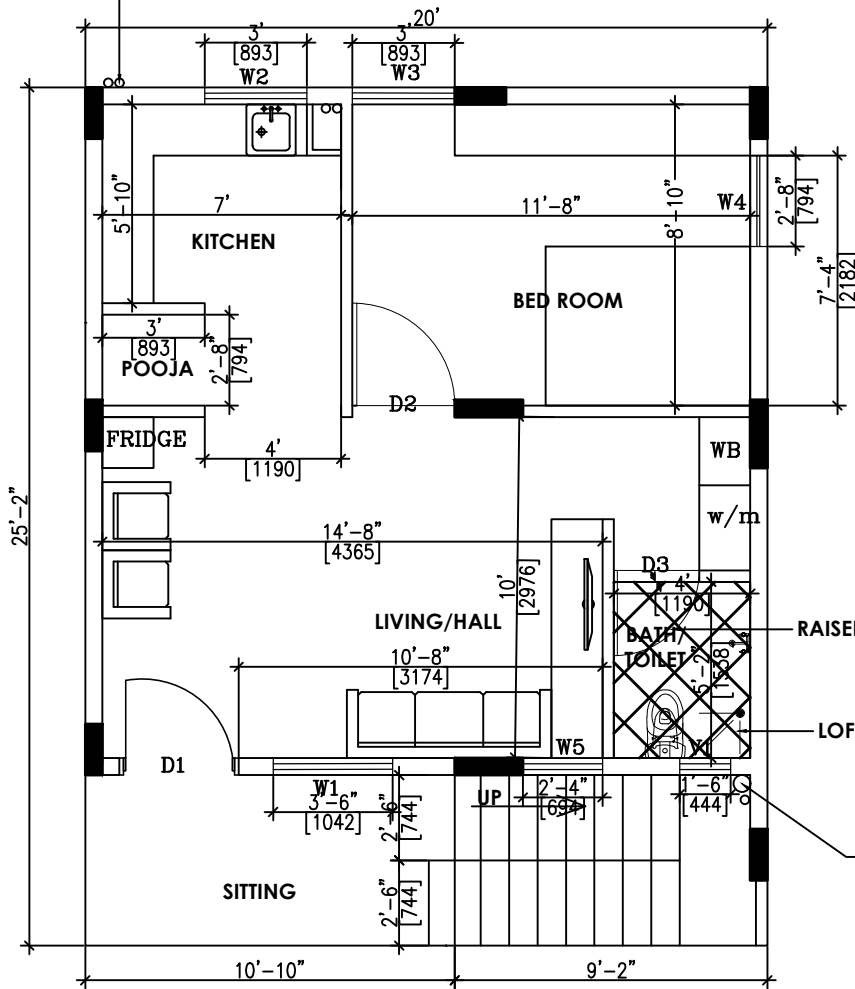 20'
3'
[893]
W2
3'
[893]
W3
5'-10"
7'
KITCHEN
11'-8"
8'-10"
W4
2'-8"
[794]
7'-4"
[2182]
BED ROOM
3'
[893]
POOJA
2'-8"
[794]
D2
FRIDGE
4'
[1190]
WB
w/m
25'-2"
14'-8"
[4365]
10'
[2976]
D3
4'
[1190]
LIVING/HALL
BATH/
TOILET
5'-2"
[1538]
RAISE
10'-8"
[3174]
LOF
D1
W5
W1
3'-6"
[1042]
UP
2'-4"
[694]
1'-6"
[444]
2'-6"
[744]
SITTING
2'-6"
[744]
10'-10"
9'-2"